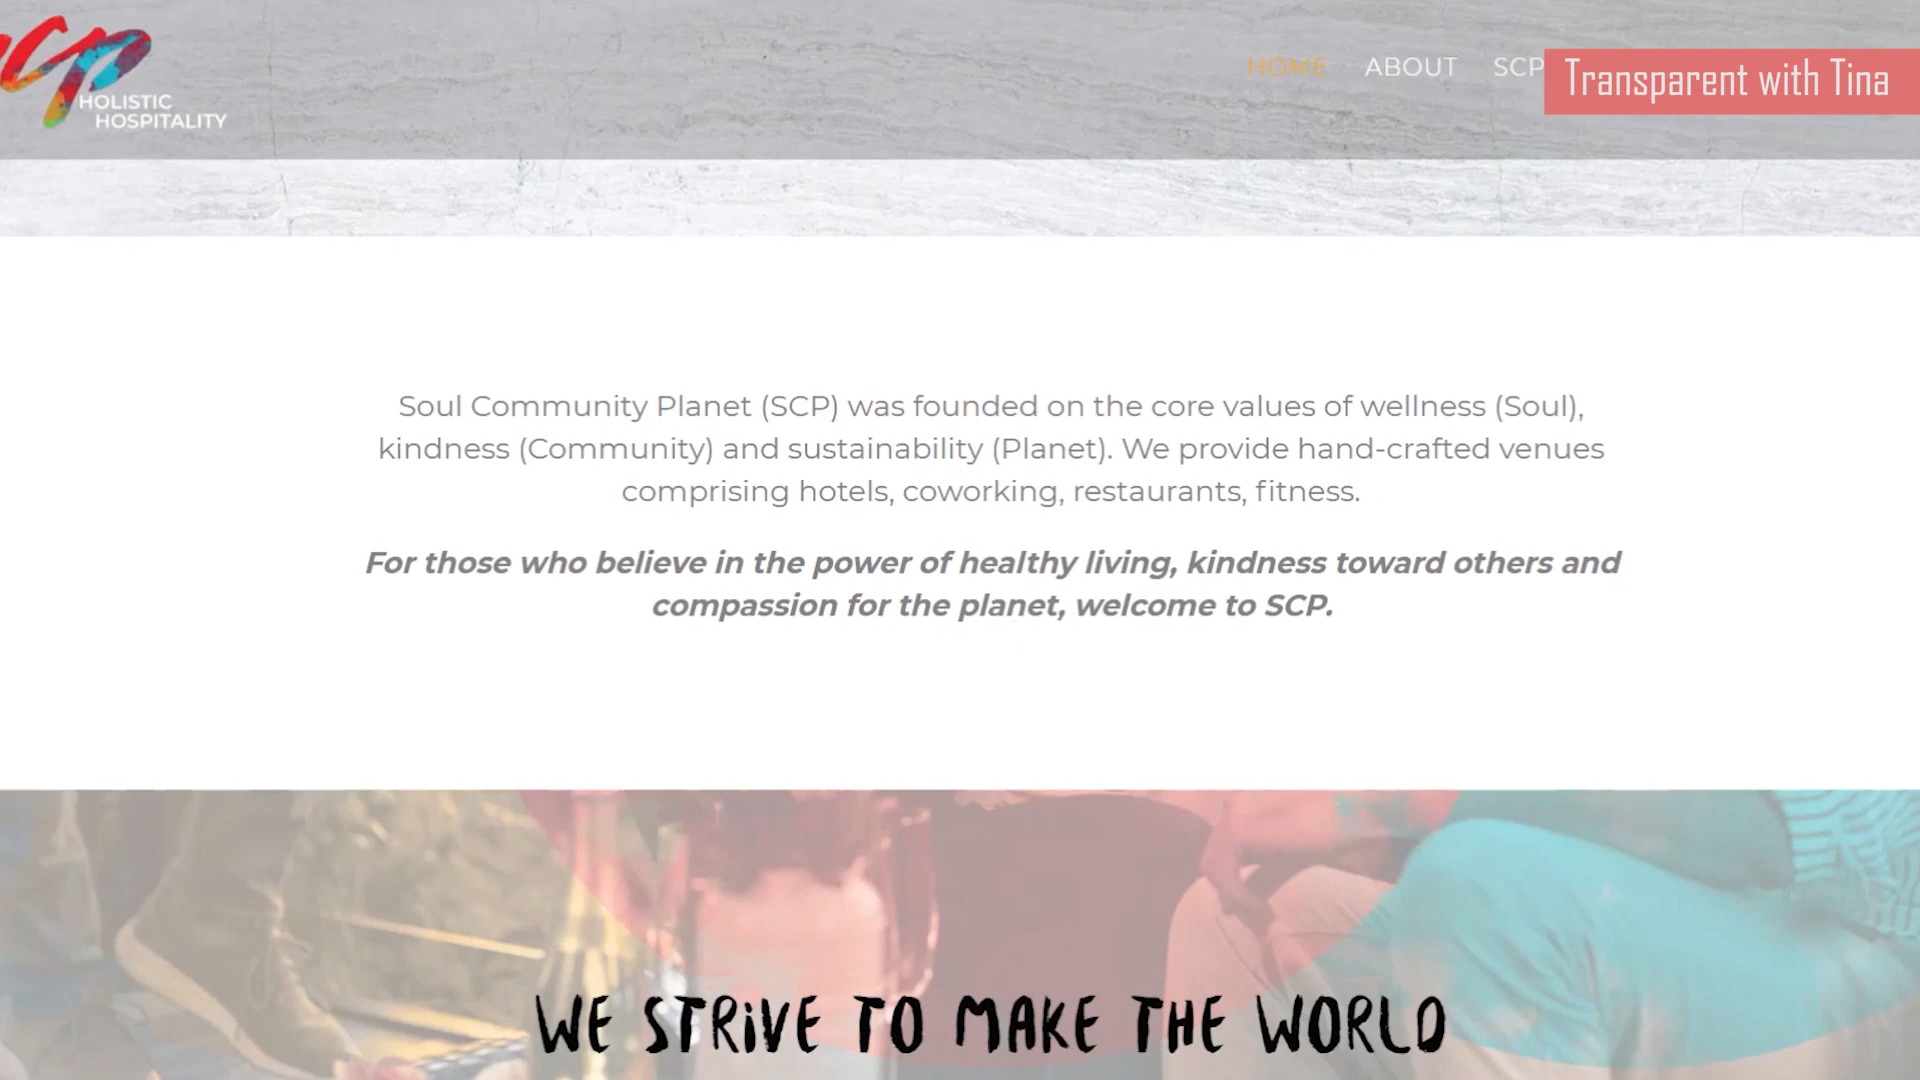 scp
HOLISTIC
HOSPITALITY
HOME ABOUT SCP
Transparent with Tina
Soul Community Planet (SCP) was founded on the core values of wellness (Soul),
kindness (Community) and sustainability (Planet). We provide hand-crafted venues
comprising hotels, coworking, restaurants, fitness.
For those who believe in the power of healthy living, kindness toward others and
compassion for the planet, welcome to SCP.
WE STRIVE TO MAKE THE WORLD